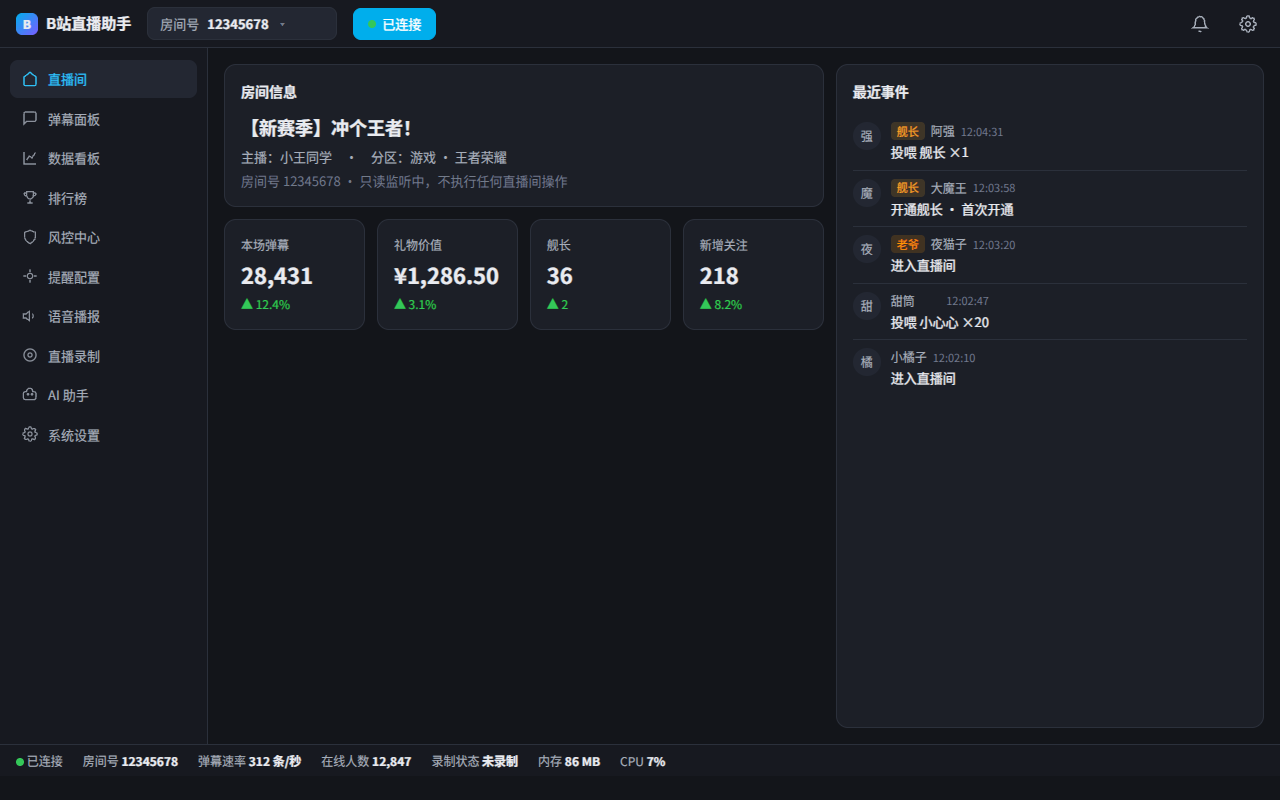 B B站直播助手 房间号 12345678 已连接
直播间
弹幕面板
数据看板
排行榜
风控中心
提醒配置
语音播报
直播录制
AI 助手
系统设置
房间信息
【新赛季】冲个王者!
主播：小王同学 · 分区：游戏 · 王者荣耀
房间号 12345678 · 只读监听中，不执行任何直播间操作
本场弹幕
28,431
▲ 12.4%
礼物价值
¥1,286.50
▲ 3.1%
舰长
36
▲ 2
新增关注
218
▲ 8.2%
最近事件
强 舰长 阿强 12:04:31
投喂 舰长 ×1
魔 舰长 大魔王 12:03:58
开通舰长 · 首次开通
夜 老爷 夜猫子 12:03:20
进入直播间
甜 甜筒 12:02:47
投喂 小心心 ×20
橘 小橘子 12:02:10
进入直播间
已连接 房间号 12345678 弹幕速率 312 条/秒 在线人数 12,847 录制状态 未录制 内存 86 MB CPU 7%